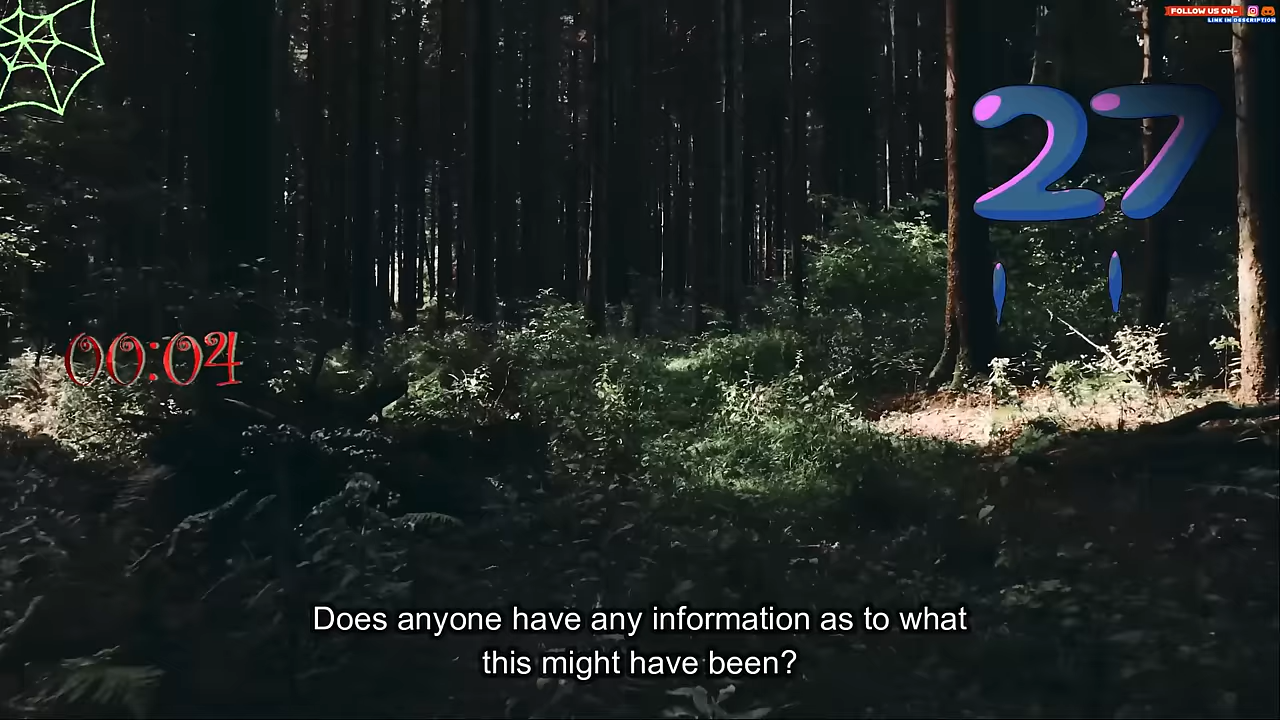 FOLLOW US ON-
LINK IN DESCRIPTION
27
00:04
Does anyone have any information as to what
this might have been?